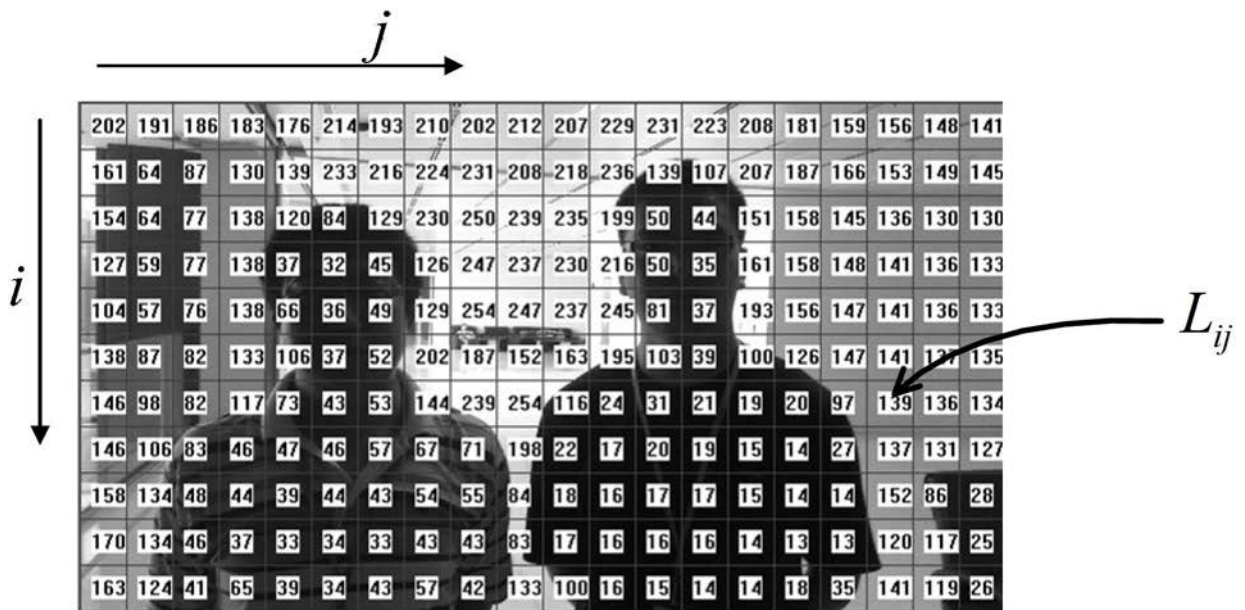 j
202 191 186 183 176 214 193 210 202 212 207 229 231 223 208 181 159 156 148 141
161 64 87 130 139 233 216 224 231 208 218 236 139 107 207 187 166 153 149 145
154 64 77 138 120 84 129 230 250 239 235 199 50 44 151 158 145 136 130 130
i
127 59 77 138 37 32 45 126 247 237 230 216 50 35 161 158 148 141 136 133
104 57 76 138 66 36 49 129 254 247 237 245 81 37 193 156 147 141 136 133
L_ij
138 87 82 133 106 37 52 202 187 152 163 195 103 39 100 126 147 141 137 135
146 98 82 117 73 43 53 144 239 254 116 24 31 21 19 20 97 139 136 134
146 106 83 46 47 46 57 67 71 198 22 17 20 19 15 14 27 137 131 127
158 134 48 44 39 44 43 54 55 84 18 16 17 17 15 14 14 152 86 28
170 134 46 37 33 34 33 43 43 83 17 16 16 16 14 13 13 120 117 25
163 124 41 65 39 34 43 57 42 133 100 16 15 14 14 18 35 141 119 26